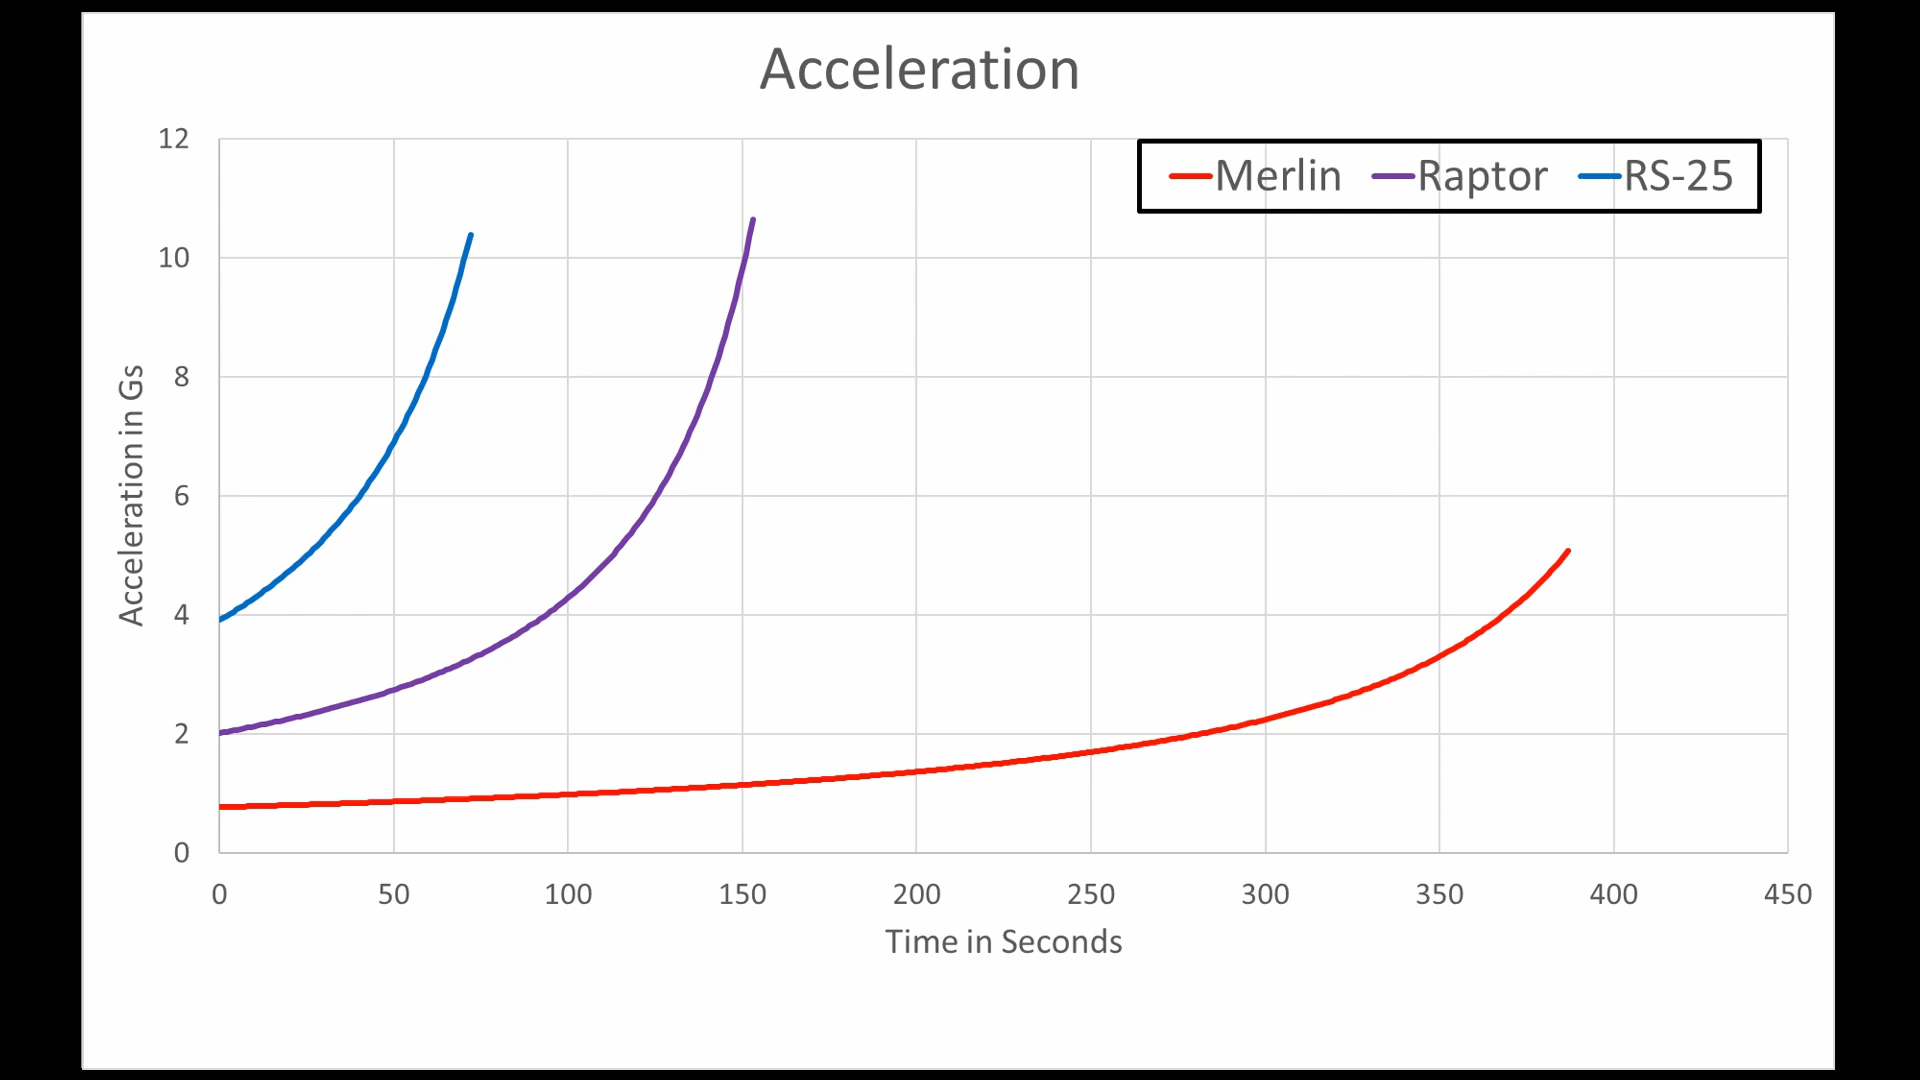 Acceleration
Merlin Raptor RS-25
12
10
8
6
4
2
0
Acceleration in Gs
0 50 100 150 200 250 300 350 400 450
Time in Seconds